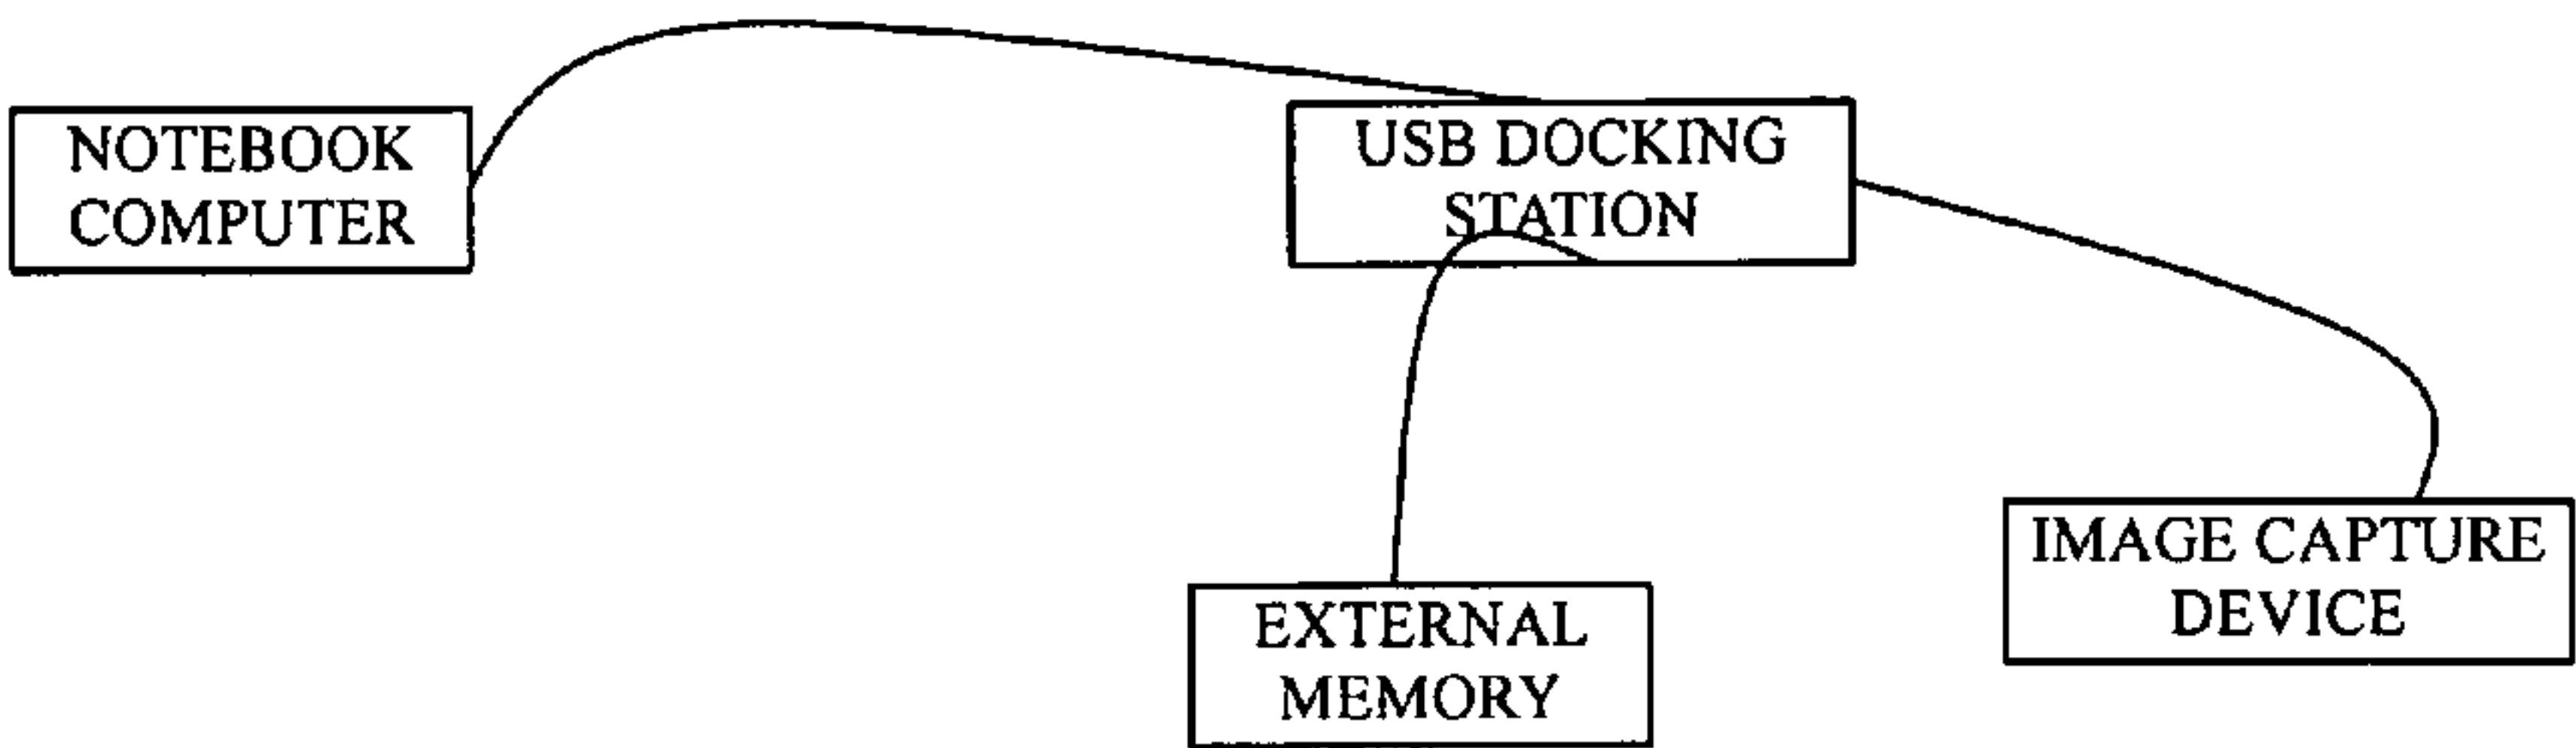 NOTEBOOK
COMPUTER
USB DOCKING
STATION
EXTERNAL
MEMORY
IMAGE CAPTURE
DEVICE